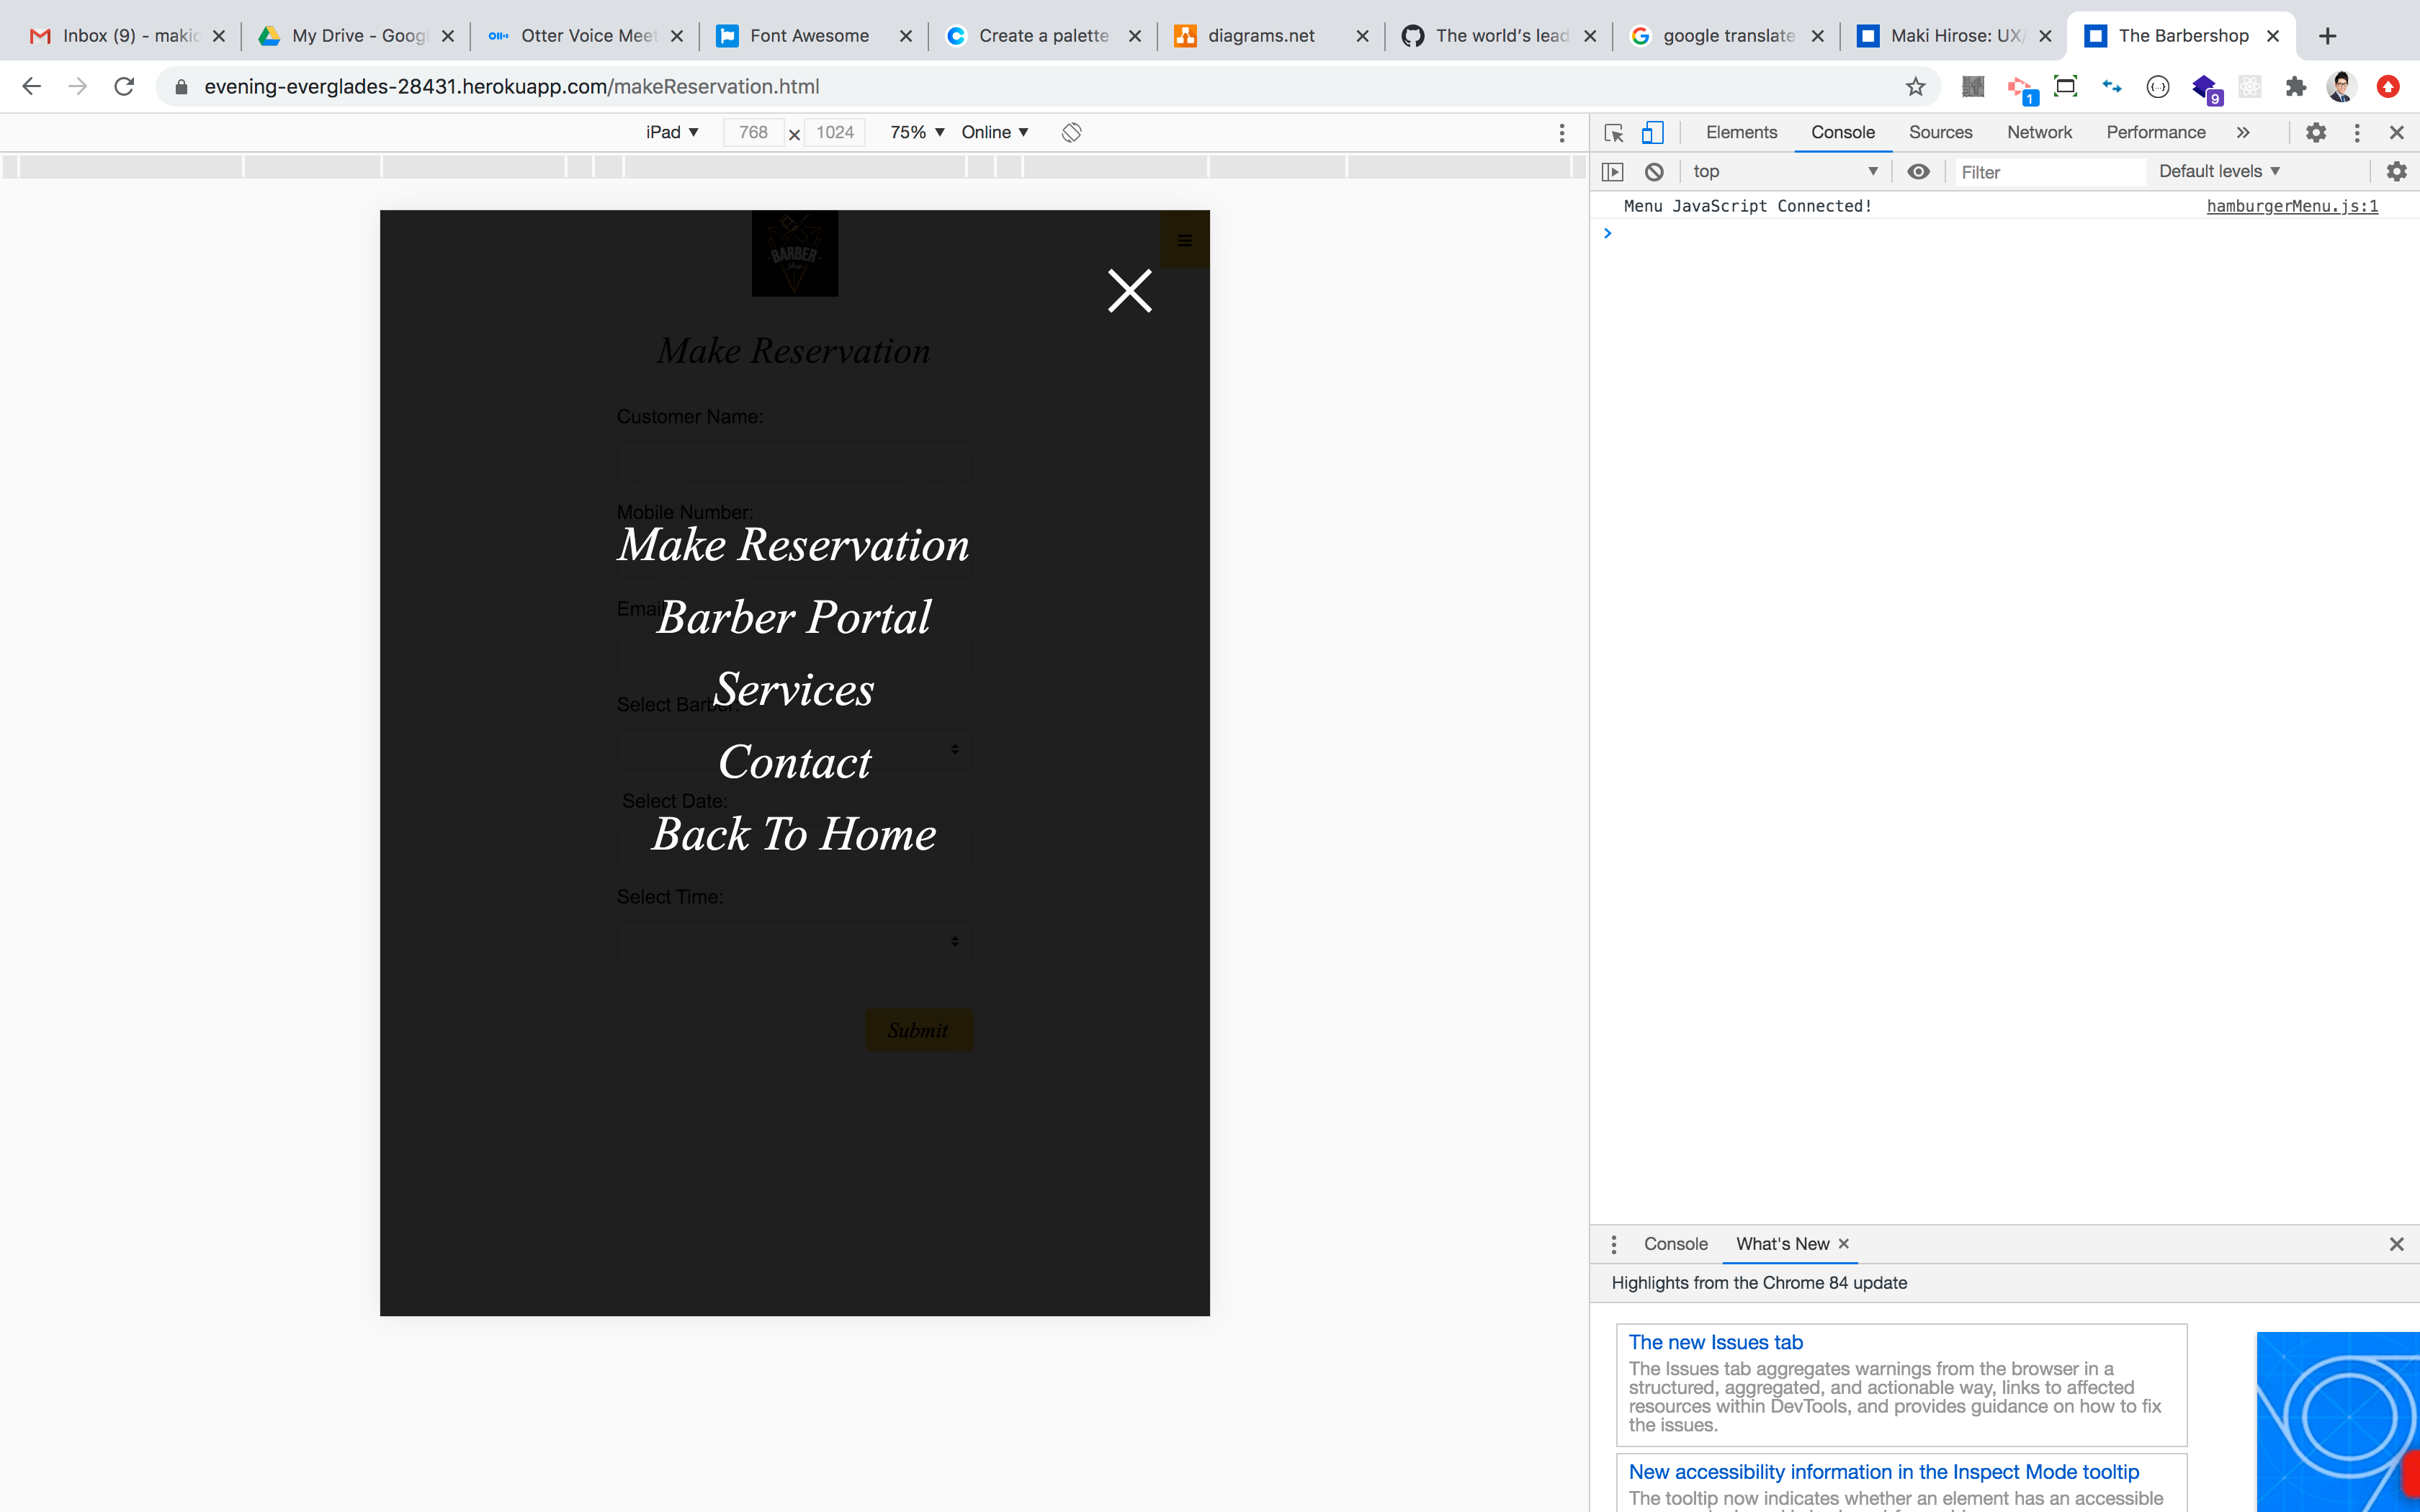 Inbox (9) - maki
My Drive - Googl
Otter Voice Meet
Font Awesome
Create a palette
diagrams.net
The world's lead
google translate
Maki Hirose: UX/
The Barbershop
evening-everglades-28431.herokuapp.com/makeReservation.html
1
9
iPad 768 1024 75% Online
Elements Console Sources Network Performance
top Filter Default levels
Menu JavaScript Connected! hamburgerMenu.js:1
BARBER
Shop
Make Reservation
Customer Name:
Mobile Number:
Make Reservation
Email
Barber Portal
Services
Select Barber:
Contact
Select Date:
Back To Home
Select Time:
Submit
Console What's New
Highlights from the Chrome 84 update
The new Issues tab
The Issues tab aggregates warnings from the browser in a
structured, aggregated, and actionable way, links to affected
resources within DevTools, and provides guidance on how to fix
the issues.
New accessibility information in the Inspect Mode tooltip
The tooltip now indicates whether an element has an accessible